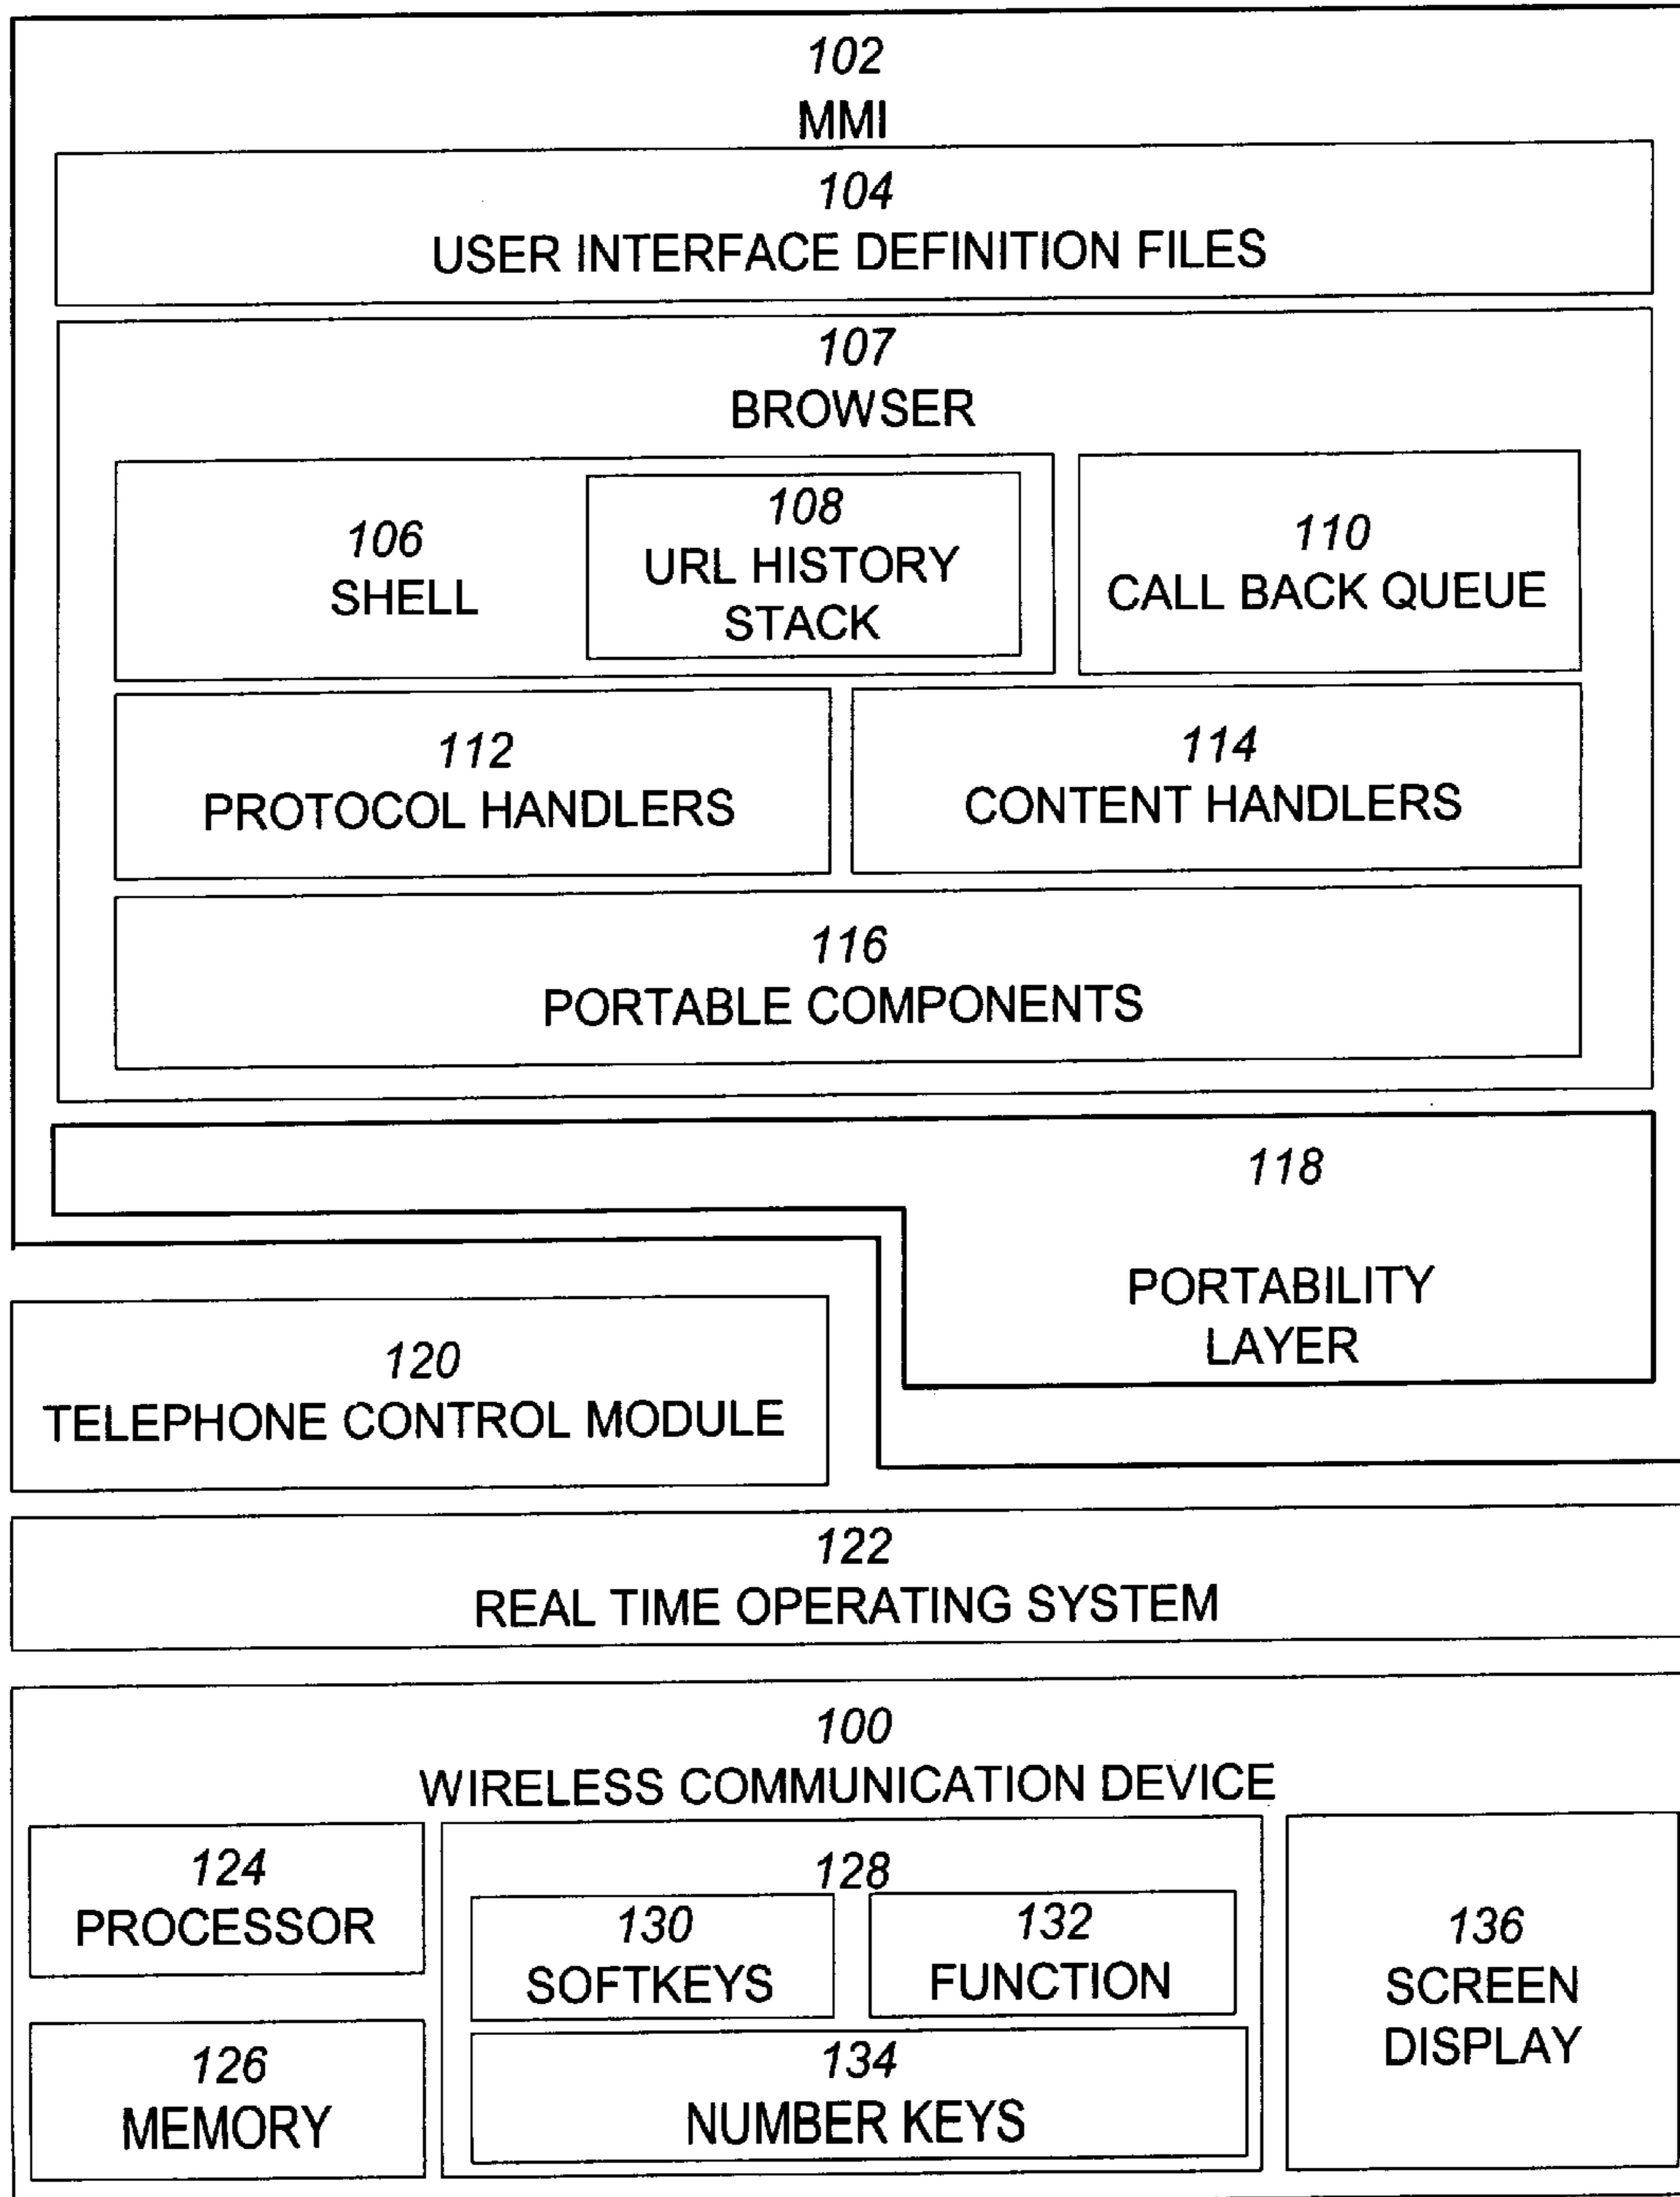 102
MMI
104
USER INTERFACE DEFINITION FILES
107
BROWSER
106
SHELL
108
URL HISTORY
STACK
110
CALL BACK QUEUE
112
PROTOCOL HANDLERS
114
CONTENT HANDLERS
116
PORTABLE COMPONENTS
118
PORTABILITY
LAYER
120
TELEPHONE CONTROL MODULE
122
REAL TIME OPERATING SYSTEM
100
WIRELESS COMMUNICATION DEVICE
124
PROCESSOR
126
MEMORY
128
130
SOFTKEYS
132
FUNCTION
134
NUMBER KEYS
136
SCREEN
DISPLAY